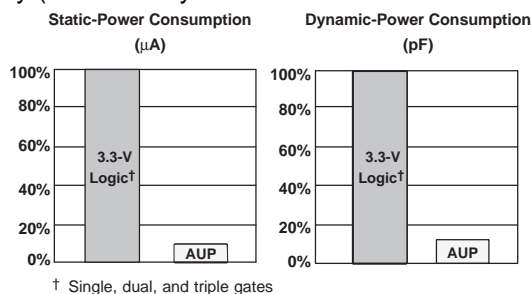 Static-Power Consumption
(µA)
100%
80%
60%
40%
20%
0%
3.3-V
Logic†
AUP
Dynamic-Power Consumption
(pF)
100%
80%
60%
40%
20%
0%
3.3-V
Logic†
AUP
† Single, dual, and triple gates